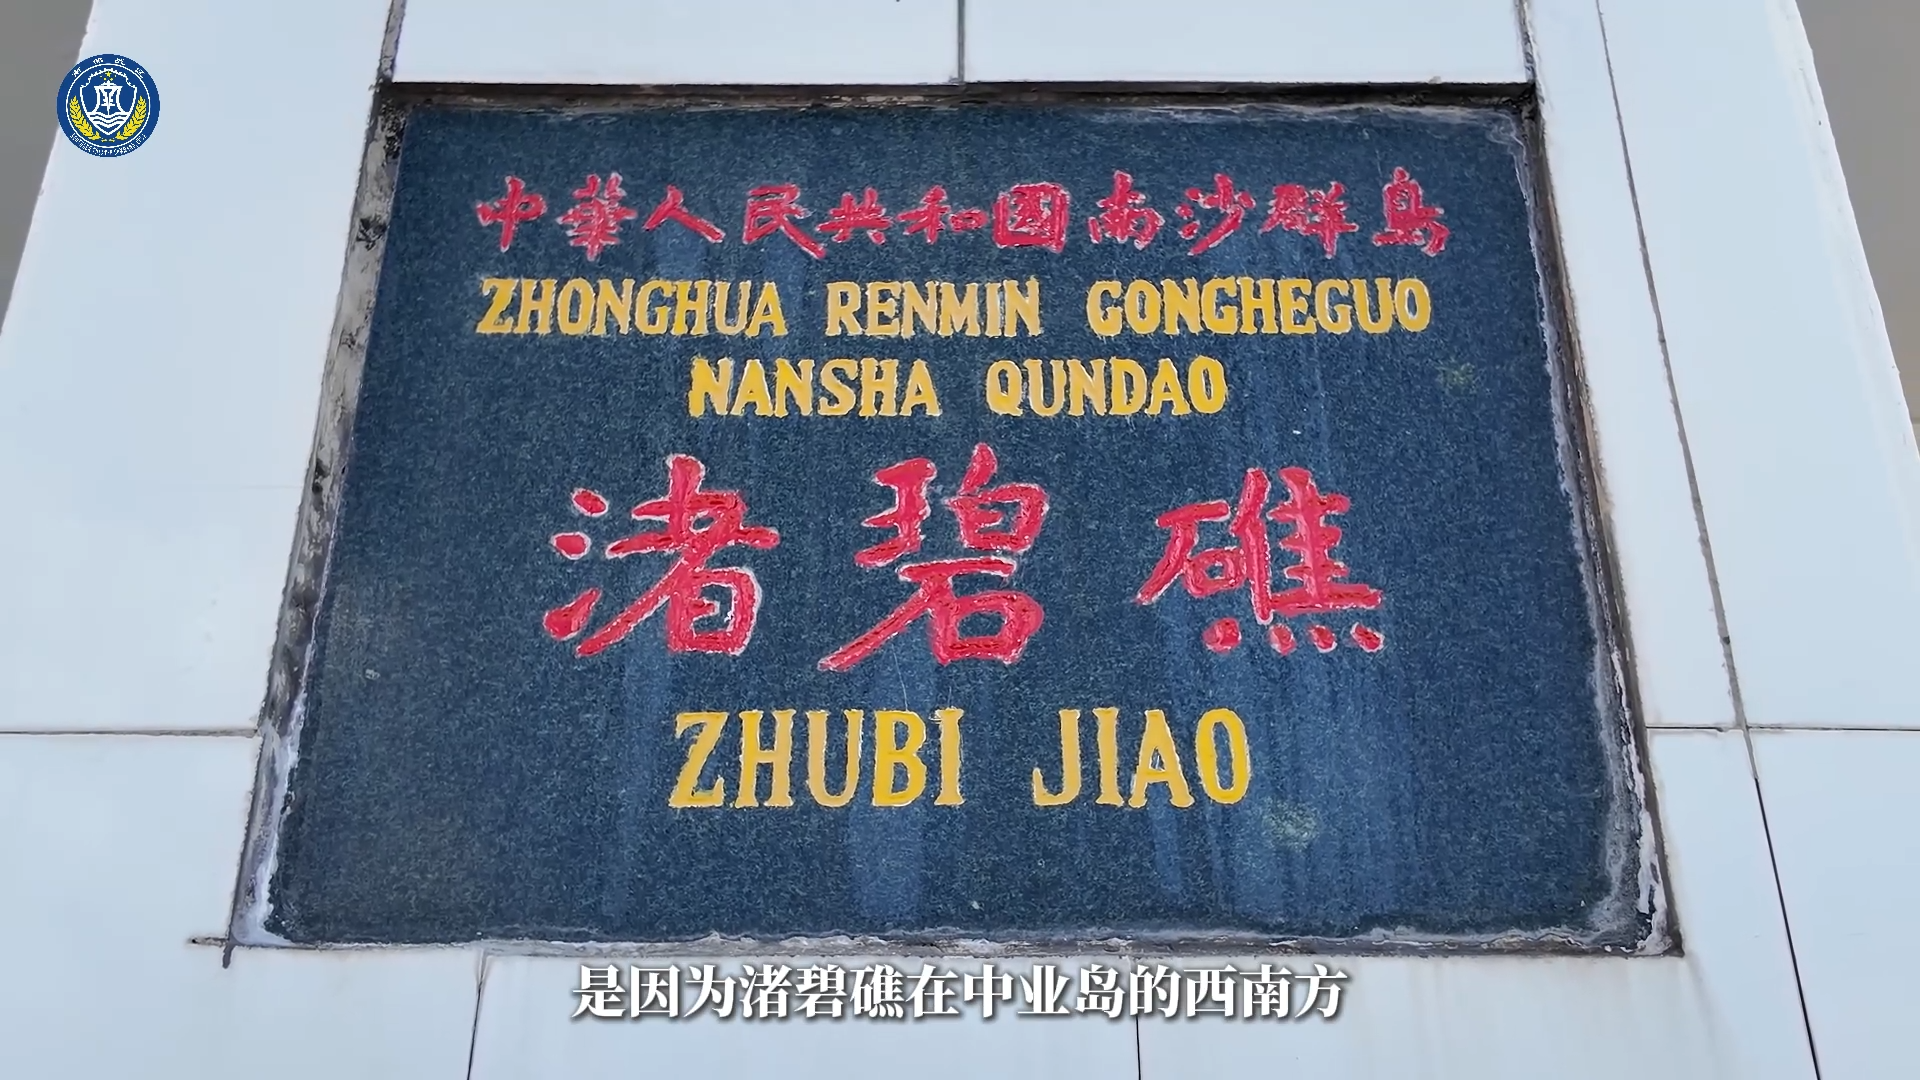 中華人民共和國南沙群島
ZHONGHUA RENMIN GONGHEGUO
NANSHA QUNDAO
渚碧礁
ZHUBI JIAO
是因为渚碧礁在中业岛的西南方